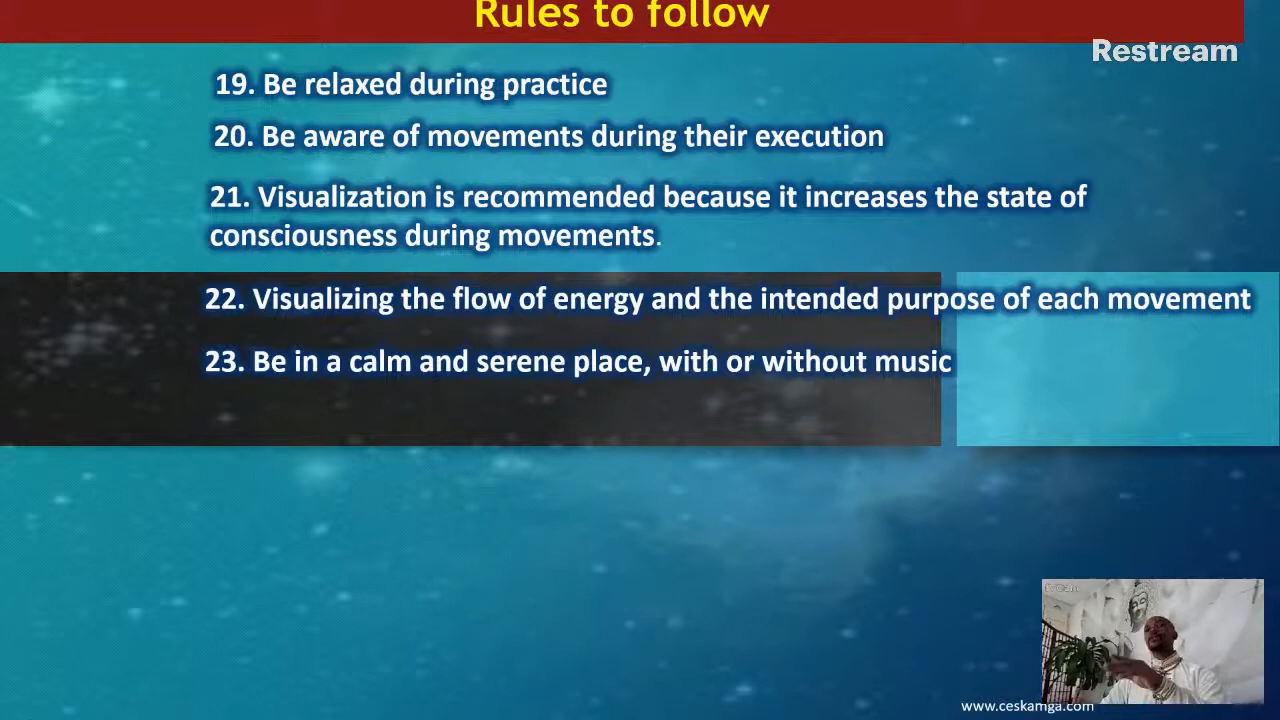 Rules to follow
Restream
19. Be relaxed during practice
20. Be aware of movements during their execution
21. Visualization is recommended because it increases the state of
consciousness during movements.
22. Visualizing the flow of energy and the intended purpose of each movement
23. Be in a calm and serene place, with or without music
www.ceskamga.com